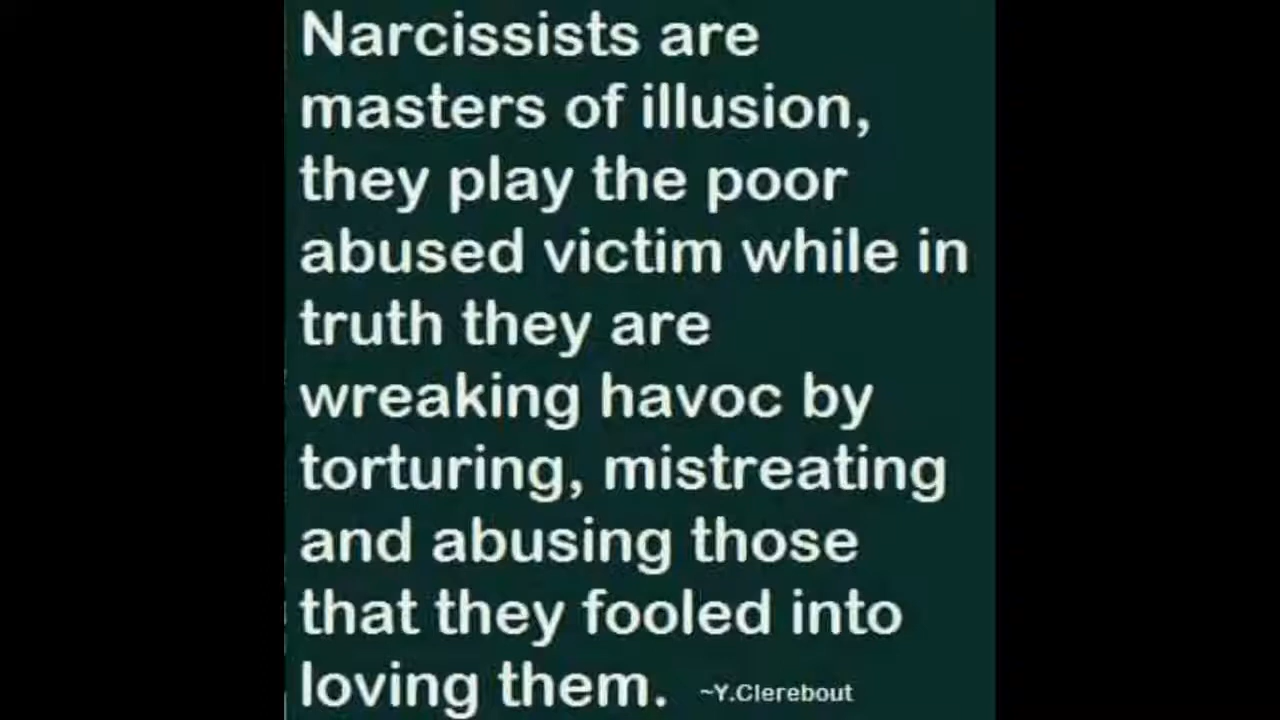 Narcissists are
masters of illusion,
they play the poor
abused victim while in
truth they are
wreaking havoc by
torturing, mistreating
and abusing those
that they fooled into
loving them. ~Y.Clerebout